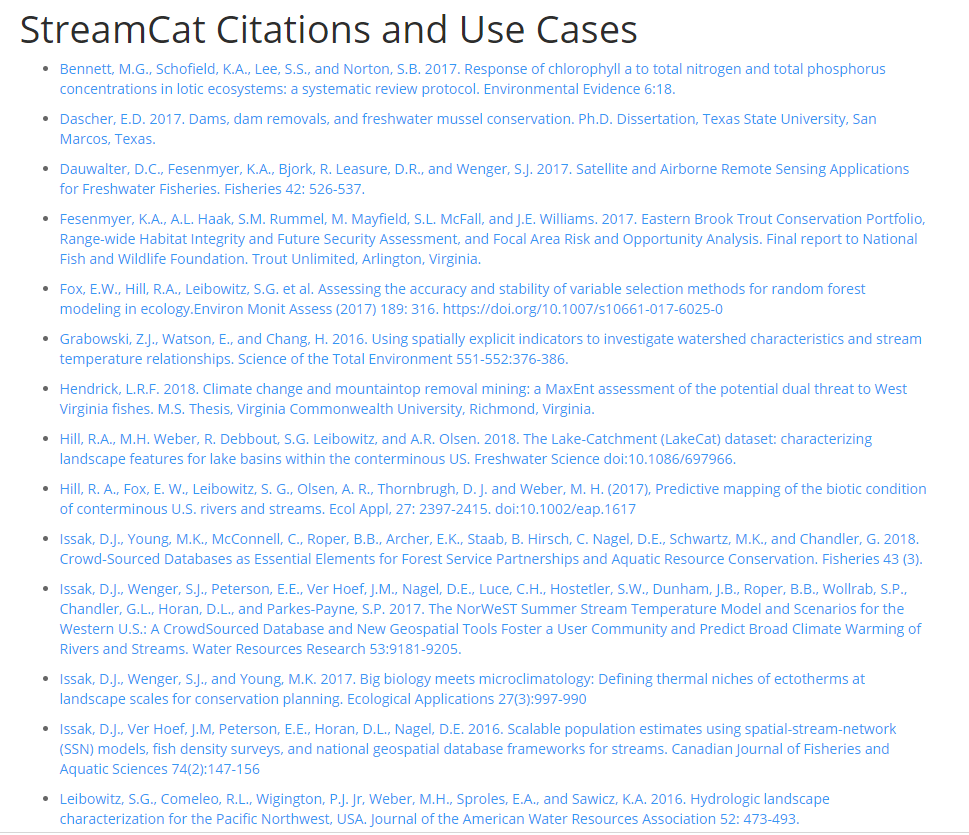 StreamCat Citations and Use Cases
Bennett, M.G., Schofield, K.A., Lee, S.S., and Norton, S.B. 2017. Response of chlorophyll a to total nitrogen and total phosphorus
concentrations in lotic ecosystems: a systematic review protocol. Environmental Evidence 6:18.
Dascher, E.D. 2017. Dams, dam removals, and freshwater mussel conservation. Ph.D. Dissertation, Texas State University, San
Marcos, Texas.
Dauwalter, D.C., Fesenmyer, K.A., Bjork, R. Leasure, D.R., and Wenger, S.J. 2017. Satellite and Airborne Remote Sensing Applications
for Freshwater Fisheries. Fisheries 42: 526-537.
Fesenmyer, K.A., A.L. Haak, S.M. Rummel, M. Mayfield, S.L. McFall, and J.E. Williams. 2017. Eastern Brook Trout Conservation Portfolio,
Range-wide Habitat Integrity and Future Security Assessment, and Focal Area Risk and Opportunity Analysis. Final report to National
Fish and Wildlife Foundation. Trout Unlimited, Arlington, Virginia.
Fox, E.W., Hill, R.A., Leibowitz, S.G. et al. Assessing the accuracy and stability of variable selection methods for random forest
modeling in ecology.Environ Monit Assess (2017) 189: 316. https://doi.org/10.1007/s10661-017-6025-0
Grabowski, Z.J., Watson, E., and Chang, H. 2016. Using spatially explicit indicators to investigate watershed characteristics and stream
temperature relationships. Science of the Total Environment 551-552:376-386.
Hendrick, L.R.F. 2018. Climate change and mountaintop removal mining: a MaxEnt assessment of the potential dual threat to West
Virginia fishes. M.S. Thesis, Virginia Commonwealth University, Richmond, Virginia.
Hill, R.A., M.H. Weber, R. Debbout, S.G. Leibowitz, and A.R. Olsen. 2018. The Lake-Catchment (LakeCat) dataset: characterizing
landscape features for lake basins within the conterminous US. Freshwater Science doi:10.1086/697966.
Hill, R. A., Fox, E. W., Leibowitz, S. G., Olsen, A. R., Thornbrugh, D. J. and Weber, M. H. (2017), Predictive mapping of the biotic condition
of conterminous U.S. rivers and streams. Ecol Appl, 27: 2397-2415. doi:10.1002/eap.1617
Issak, D.J., Young, M.K., McConnell, C., Roper, B.B., Archer, E.K., Staab, B. Hirsch, C. Nagel, D.E., Schwartz, M.K., and Chandler, G. 2018.
Crowd-Sourced Databases as Essential Elements for Forest Service Partnerships and Aquatic Resource Conservation. Fisheries 43 (3).
Issak, D.J., Wenger, S.J., Peterson, E.E., Ver Hoef, J.M., Nagel, D.E., Luce, C.H., Hostetler, S.W., Dunham, J.B., Roper, B.B., Wollrab, S.P.,
Chandler, G.L., Horan, D.L., and Parkes-Payne, S.P. 2017. The NorWeST Summer Stream Temperature Model and Scenarios for the
Western U.S.: A CrowdSourced Database and New Geospatial Tools Foster a User Community and Predict Broad Climate Warming of
Rivers and Streams. Water Resources Research 53:9181-9205.
Issak, D.J., Wenger, S.J., and Young, M.K. 2017. Big biology meets microclimatology: Defining thermal niches of ectotherms at
landscape scales for conservation planning. Ecological Applications 27(3):997-990
Issak, D.J., Ver Hoef, J.M, Peterson, E.E., Horan, D.L., Nagel, D.E. 2016. Scalable population estimates using spatial-stream-network
(SSN) models, fish density surveys, and national geospatial database frameworks for streams. Canadian Journal of Fisheries and
Aquatic Sciences 74(2):147-156
Leibowitz, S.G., Comeleo, R.L., Wigington, P.J. Jr, Weber, M.H., Sproles, E.A., and Sawicz, K.A. 2016. Hydrologic landscape
characterization for the Pacific Northwest, USA. Journal of the American Water Resources Association 52: 473-493.